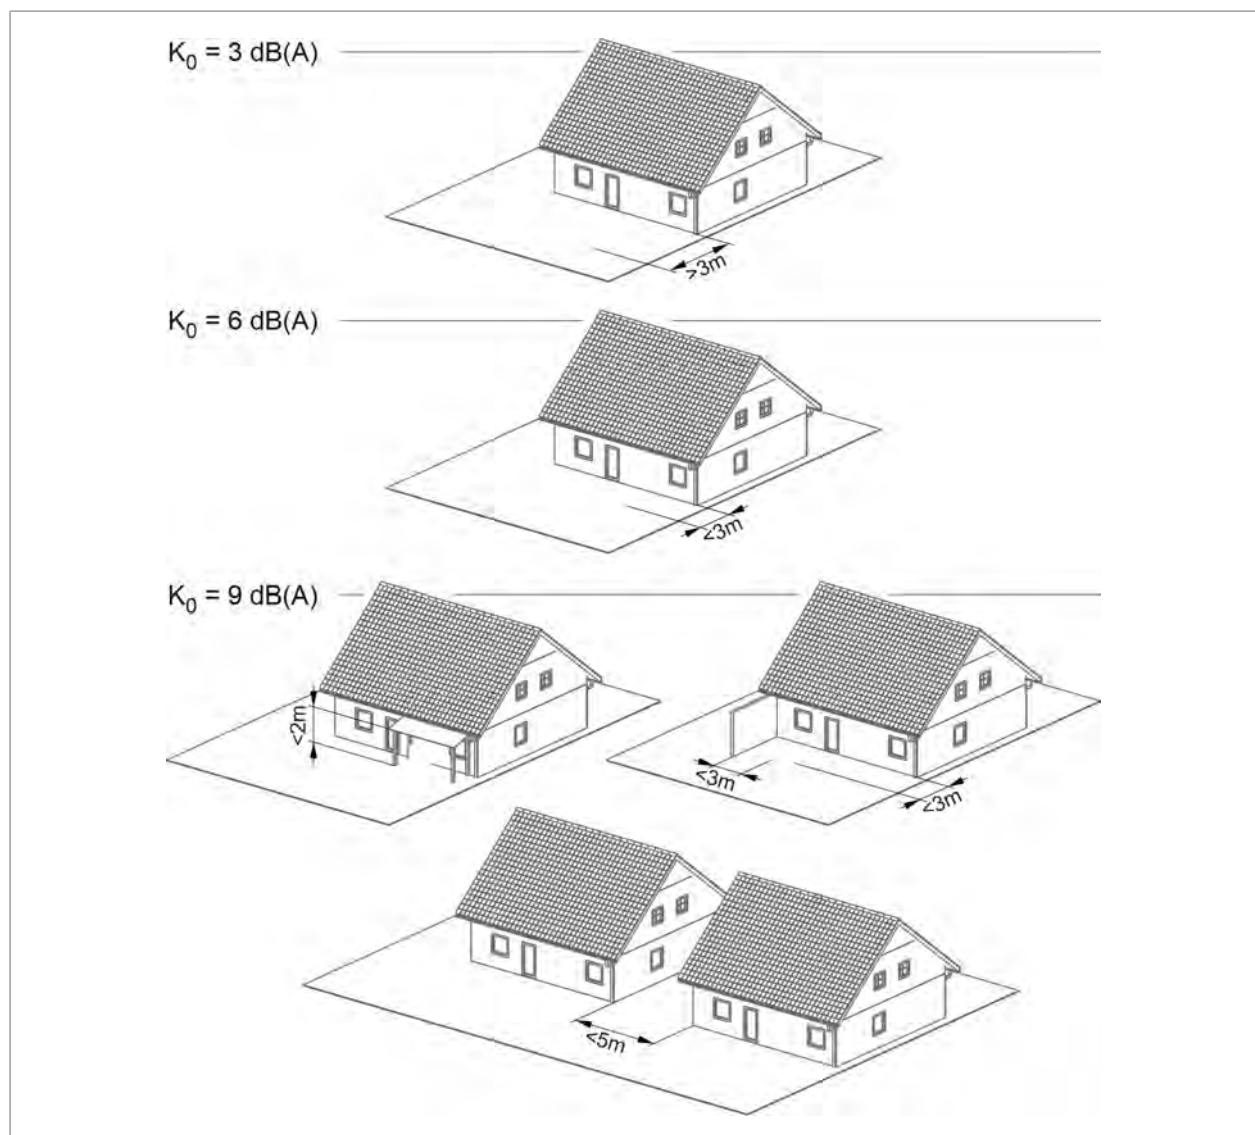 K₀ = 3 dB(A)
>3m
K₀ = 6 dB(A)
<3m
K₀ = 9 dB(A)
<2m
<3m
<3m
<5m